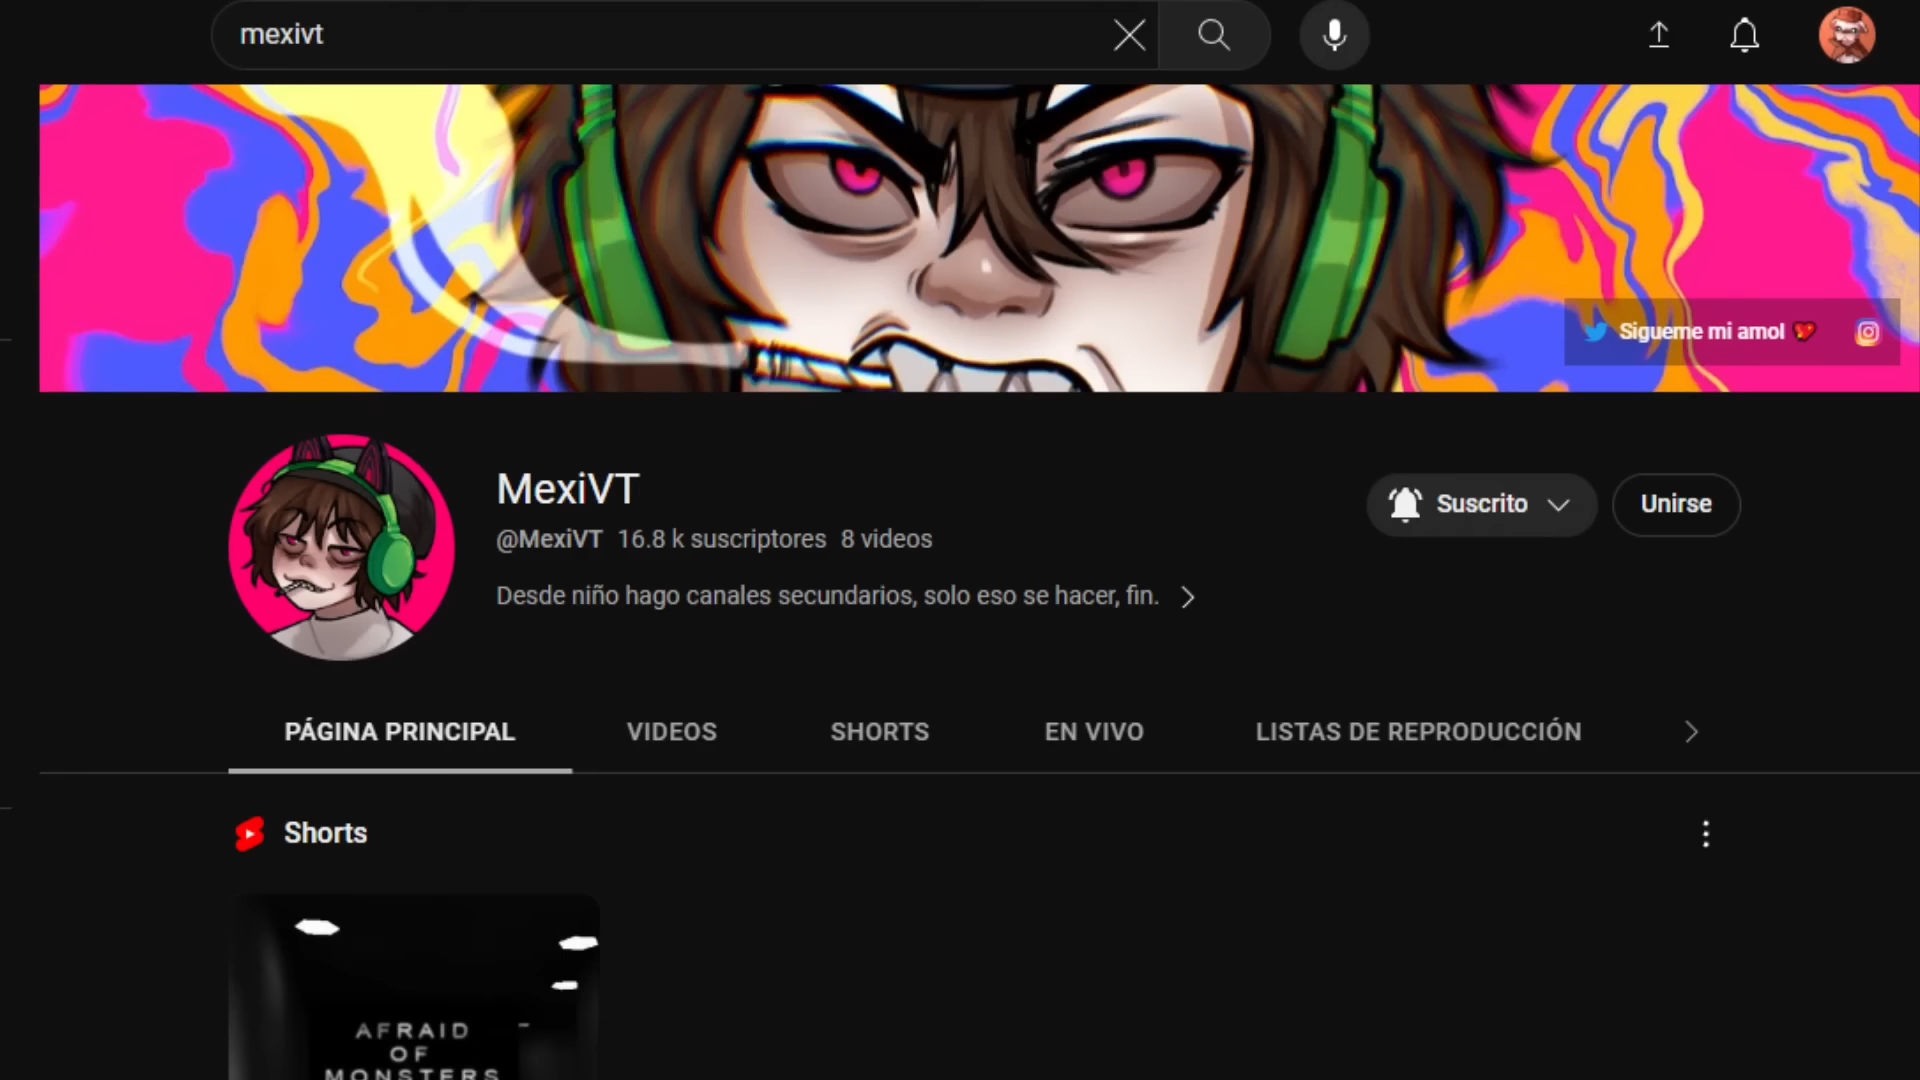 mexivt
Sigueme mi amol
MexiVT
@MexiVT 16.8 k suscriptores 8 videos
Suscrito
Unirse
Desde niño hago canales secundarios, solo eso se hacer, fin.
PÁGINA PRINCIPAL VIDEOS SHORTS EN VIVO LISTAS DE REPRODUCCIÓN
Shorts
AFRAID
OF
MONSTERS